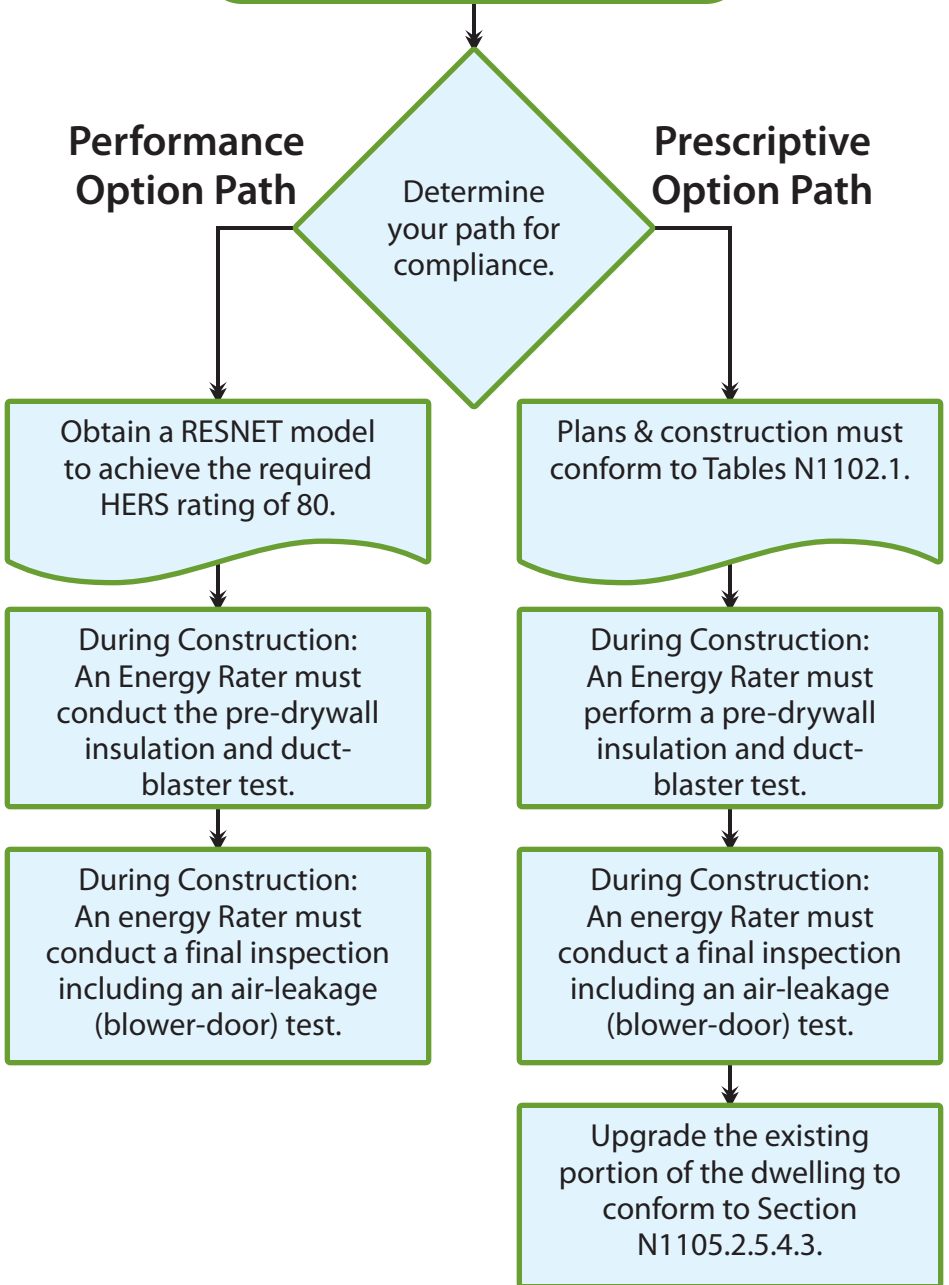 Performance
Option Path
Prescriptive
Option Path
Determine
your path for
compliance.
Obtain a RESNET model
to achieve the required
HERS rating of 80.
Plans & construction must
conform to Tables N1102.1.
During Construction:
An Energy Rater must
conduct the pre-drywall
insulation and duct-
blaster test.
During Construction:
An Energy Rater must
perform a pre-drywall
insulation and duct-
blaster test.
During Construction:
An energy Rater must
conduct a final inspection
including an air-leakage
(blower-door) test.
During Construction:
An energy Rater must
conduct a final inspection
including an air-leakage
(blower-door) test.
Upgrade the existing
portion of the dwelling to
conform to Section
N1105.2.5.4.3.